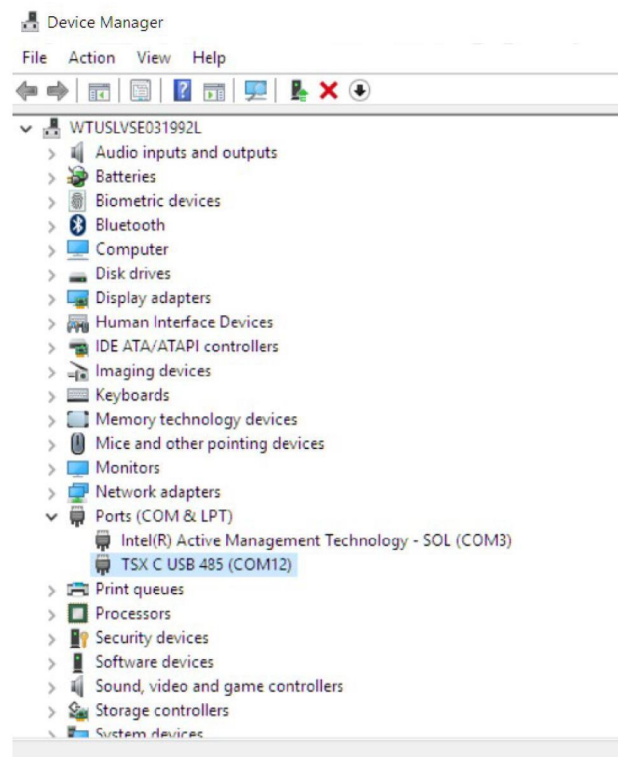 Device Manager
File Action View Help
WTUSLVSE031992L
Audio inputs and outputs
Batteries
Biometric devices
Bluetooth
Computer
Disk drives
Display adapters
Human Interface Devices
IDE ATA/ATAPI controllers
Imaging devices
Keyboards
Memory technology devices
Mice and other pointing devices
Monitors
Network adapters
Ports (COM & LPT)
Intel(R) Active Management Technology - SOL (COM3)
TSX C USB 485 (COM12)
Print queues
Processors
Security devices
Software devices
Sound, video and game controllers
Storage controllers
System devices